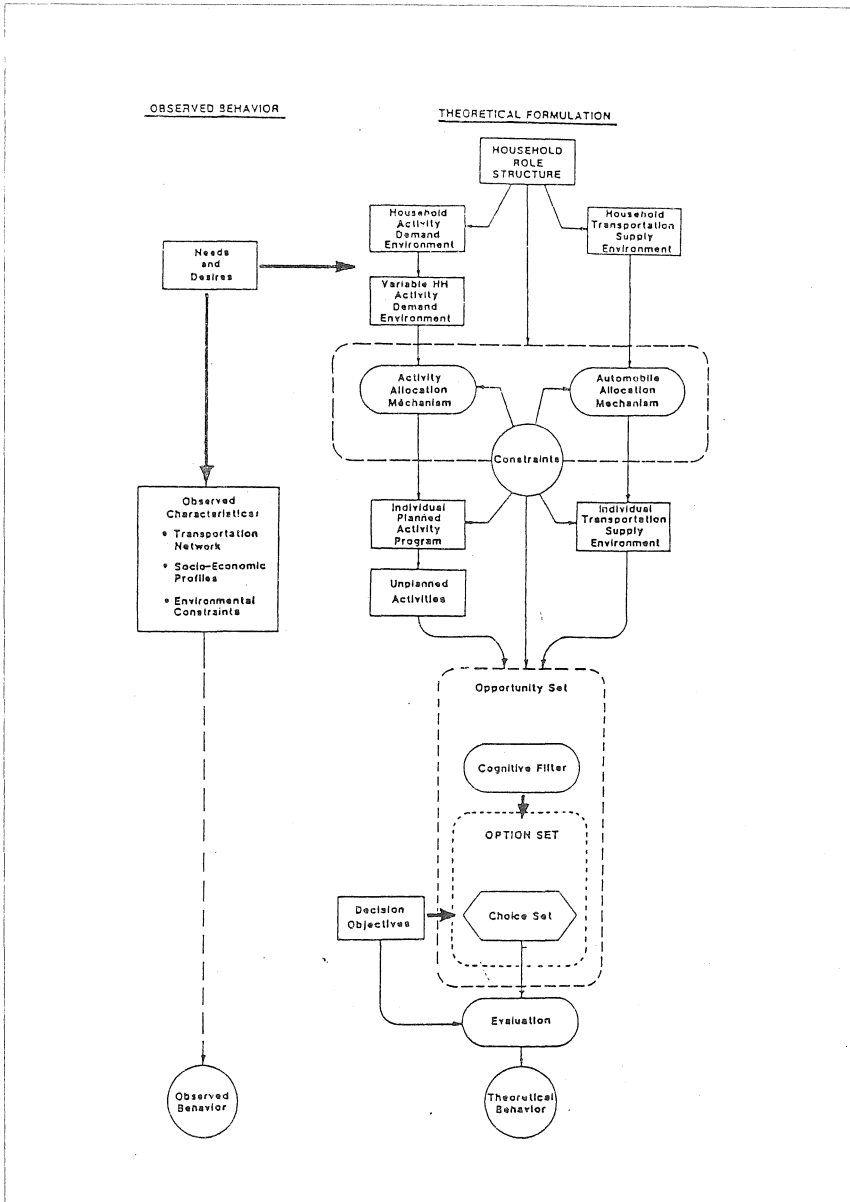 OBSERVED BEHAVIOR
THEORETICAL FORMULATION
HOUSEHOLD
ROLE
STRUCTURE
Household
Activity
Demand
Environment
Household
Transportation
Supply
Environment
Needs
and
Desires
Variable HH
Activity
Demand
Environment
Activity
Allocation
Mechanism
Automobile
Allocation
Mechanism
Constraints
Observed
Characteristics:
• Transportation
Network
• Socio-Economic
Profiles
• Environmental
Constraints
Individual
Planned
Activity
Program
Individual
Transportation
Supply
Environment
Unplanned
Activities
Opportunity Set
Cognitive Filter
OPTION SET
Decision
Objectives
Choice Set
Evaluation
Observed
Behavior
Theoretical
Behavior